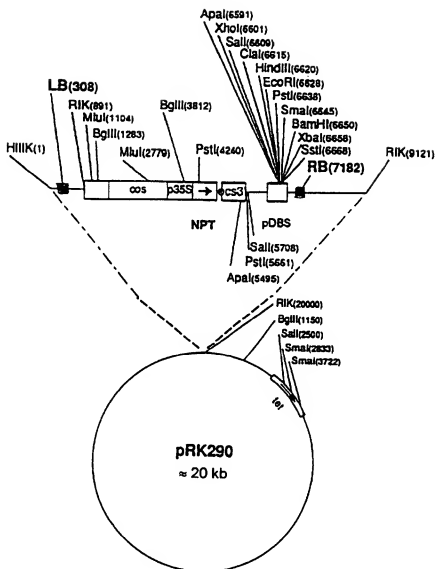 ApaI(6591)
XhoI(6601)
SalI(6609)
ClaI(6615)
HindIII(6620)
EcoRI(6628)
PstI(6638)
SmaI(6645)
BamHI(6650)
XbaI(6658)
SstI(6668)
LB(308)
RIK(891)
MluI(1104)
BglII(1283)
MluI(2779)
BglII(3812)
PstI(4240)
HIIIK(1)
RB(7182)
RIK(9121)
cos
p35S
ocs3
NPT
pDBS
SalI(5708)
PstI(5661)
ApaI(5495)
RIK(20000)
BglII(1150)
SalI(2500)
SmaI(2833)
SmaI(3722)
tet
pRK290
≈ 20 kb